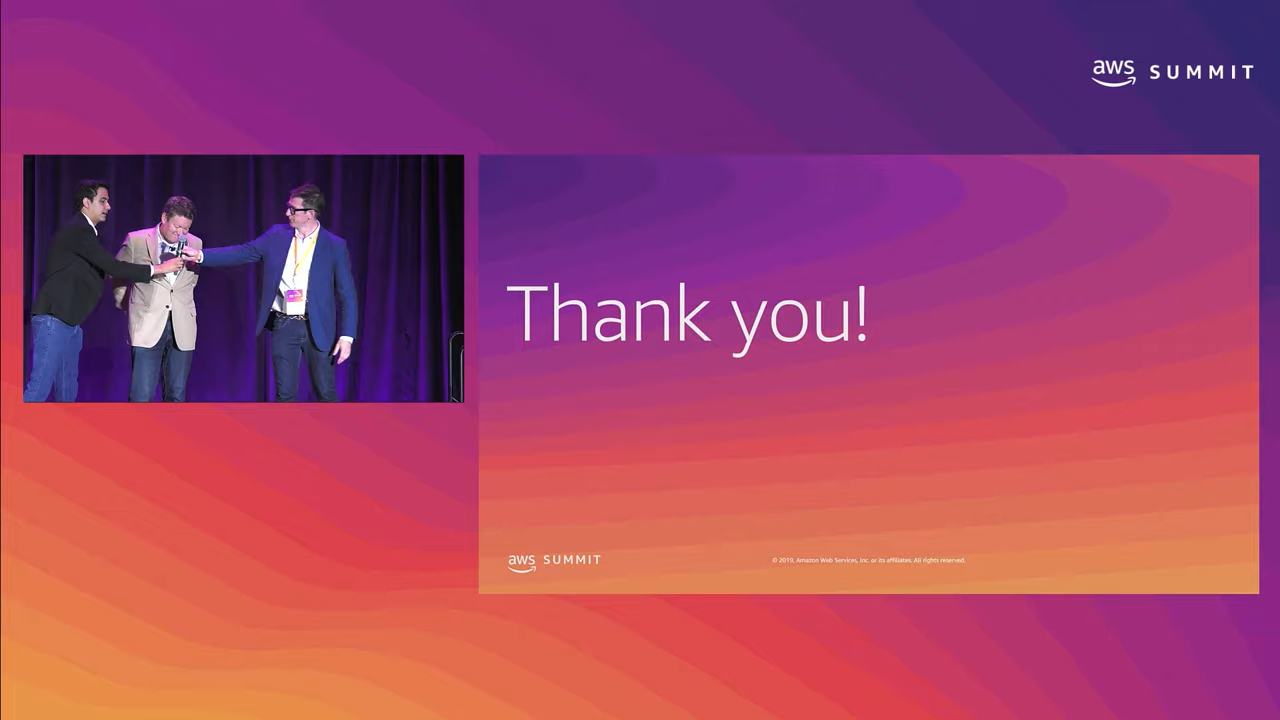 aws SUMMIT
Thank you!
aws SUMMIT
© 2019, Amazon Web Services, Inc. or its affiliates. All rights reserved.